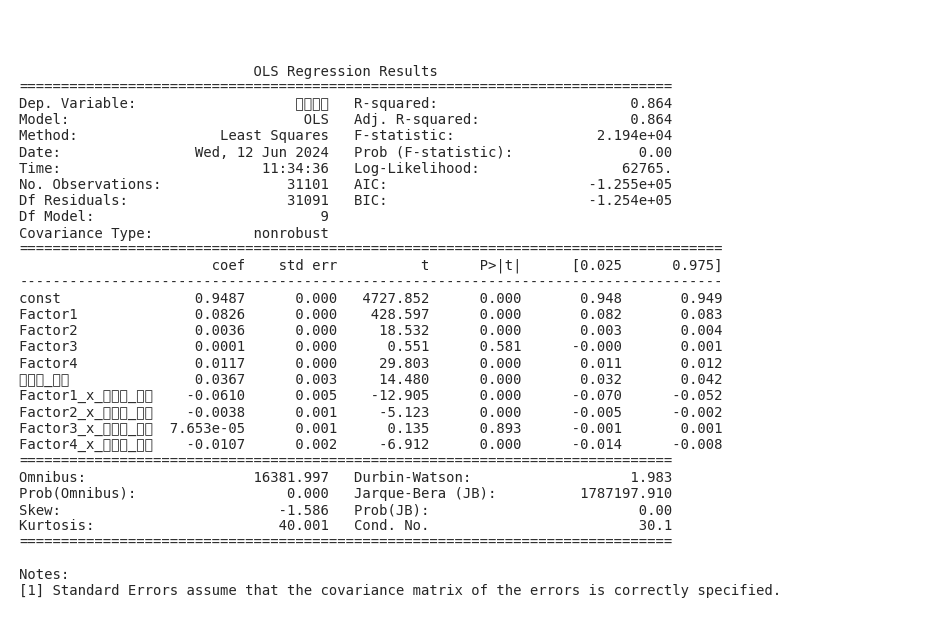 OLS Regression Results
==============================================================================
Dep. Variable: R-squared: 0.864
Model: OLS Adj. R-squared: 0.864
Method: Least Squares F-statistic: 2.194e+04
Date: Wed, 12 Jun 2024 Prob (F-statistic): 0.00
Time: 11:34:36 Log-Likelihood: 62765.
No. Observations: 31101 AIC: -1.255e+05
Df Residuals: 31091 BIC: -1.254e+05
Df Model: 9
Covariance Type: nonrobust
====================================================================================
coef std err t P>|t| [0.025 0.975]
------------------------------------------------------------------------------------
const 0.9487 0.000 4727.852 0.000 0.948 0.949
Factor1 0.0826 0.000 428.597 0.000 0.082 0.083
Factor2 0.0036 0.000 18.532 0.000 0.003 0.004
Factor3 0.0001 0.000 0.551 0.581 -0.000 0.001
Factor4 0.0117 0.000 29.803 0.000 0.011 0.012
0.0367 0.003 14.480 0.000 0.032 0.042
Factor1_x_ -0.0610 0.005 -12.905 0.000 -0.070 -0.052
Factor2_x_ -0.0038 0.001 -5.123 0.000 -0.005 -0.002
Factor3_x_ 7.653e-05 0.001 0.135 0.893 -0.001 0.001
Factor4_x_ -0.0107 0.002 -6.912 0.000 -0.014 -0.008
==============================================================================
Omnibus: 16381.997 Durbin-Watson: 1.983
Prob(Omnibus): 0.000 Jarque-Bera (JB): 1787197.910
Skew: -1.586 Prob(JB): 0.00
Kurtosis: 40.001 Cond. No. 30.1
==============================================================================
Notes:
[1] Standard Errors assume that the covariance matrix of the errors is correctly specified.